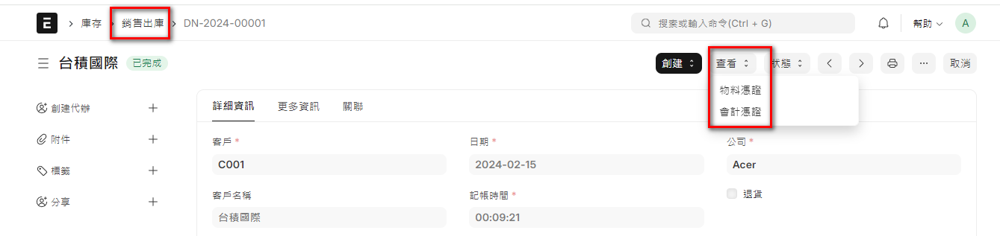 E 庫存 銷售出庫 DN-2024-00001 搜索或輸入命令(Ctrl + G) 幫助 A
台積國際 已完成 創建 查看 狀態 ... 取消
物料憑證
會計憑證
創建代辦
附件
標籤
分享
詳細資訊 更多資訊 關聯
客戶 * 日期 * 公司 *
C001 2024-02-15 Acer
客戶名稱 記帳時間 * 退貨
台積國際 00:09:21